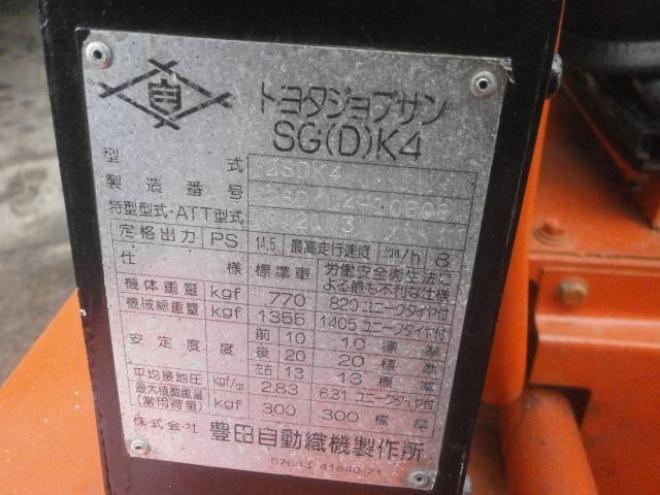 自
トヨタジョブサン
SG(D)K4
型式 2SDK4
製造番号
特型型式・ATT型式
定格出力 PS 14.5 最高走行速度 km/h 8
仕様 標準車 労働安全衛生法による最も不利な仕様
機体重量 kgf 770 820 ユニークタイヤ付
機械総重量 kgf 1355 1405 ユニークタイヤ付
安定度 度 前 10 10 標準
後 20 20 標準
左右 13 13 標準
平均接地圧 kgf/㎠ 2.83 6.31 ユニークタイヤ付
最大積載重量(常用荷重) kgf 300 300 標準
株式会社 豊田自動織機製作所
57643-41840-71